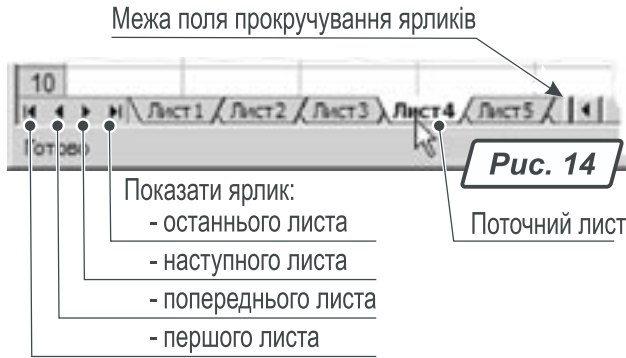 Межа поля прокручування ярликів
10
Лист1 Лист2 Лист3 Лист4 Лист5
Готово
Рис. 14
Показати ярлик:
- останнього листа
Поточний лист
- наступного листа
- попереднього листа
- першого листа